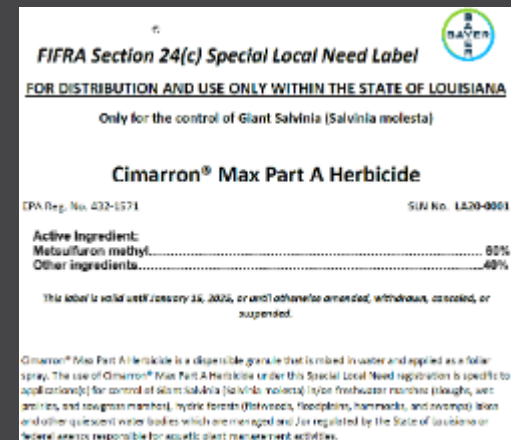 BAYER
BAYER
FIFRA Section 24(c) Special Local Need Label
FOR DISTRIBUTION AND USE ONLY WITHIN THE STATE OF LOUISIANA
Only for the control of Giant Salvinia (Salvinia molesta)
Cimarron® Max Part A Herbicide
EPA Reg. No. 432-1571 SLN No. LA20-0001
Active Ingredient:
Metsulfuron methyl 60%
Other ingredients 40%
This label is valid until January 15, 2025, or until otherwise amended, withdrawn, canceled, or
suspended.
Cimarron® Max Part A Herbicide is a dispersible granule that is mixed in water and applied as a foliar
spray. The use of Cimarron® Max Part A Herbicide under this Special Local Need registration is specific to
application(s) for control of Giant Salvinia (Salvinia molesta) in/on freshwater marshes (sloughs, wet
prairies, and sawgrass marshes), hydric forests (flatwoods, floodplains, hammocks, and swamps) lakes
and other quiescent water bodies which are managed and /or regulated by the State of Louisiana or
federal agency responsible for aquatic plant management activities.